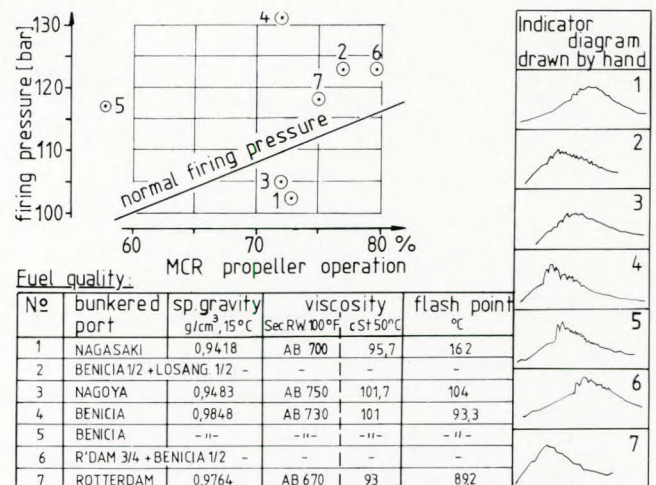 firing pressure [bar]
130
120
110
100
4
2 6
7
5
normal firing pressure
3
1
60 70 80 %
MCR propeller operation
Indicator
diagram
drawn by hand
1
2
3
4
5
6
7
Fuel quality:
Nº bunkered port sp.gravity g/cm³, 15°C viscosity Sec.RW.100°F cSt 50°C flash point °C
1 NAGASAKI 0,9418 AB 700 95,7 162
2 BENICIA 1/2 + LOSANG. 1/2 - - - -
3 NAGOYA 0,9483 AB 750 101,7 104
4 BENICIA 0,9848 AB 730 101 93,3
5 BENICIA -"- -"- -"- -"-
6 R'DAM 3/4 + BENICIA 1/2 - - - -
7 ROTTERDAM 0,9764 AB 670 93 89,2